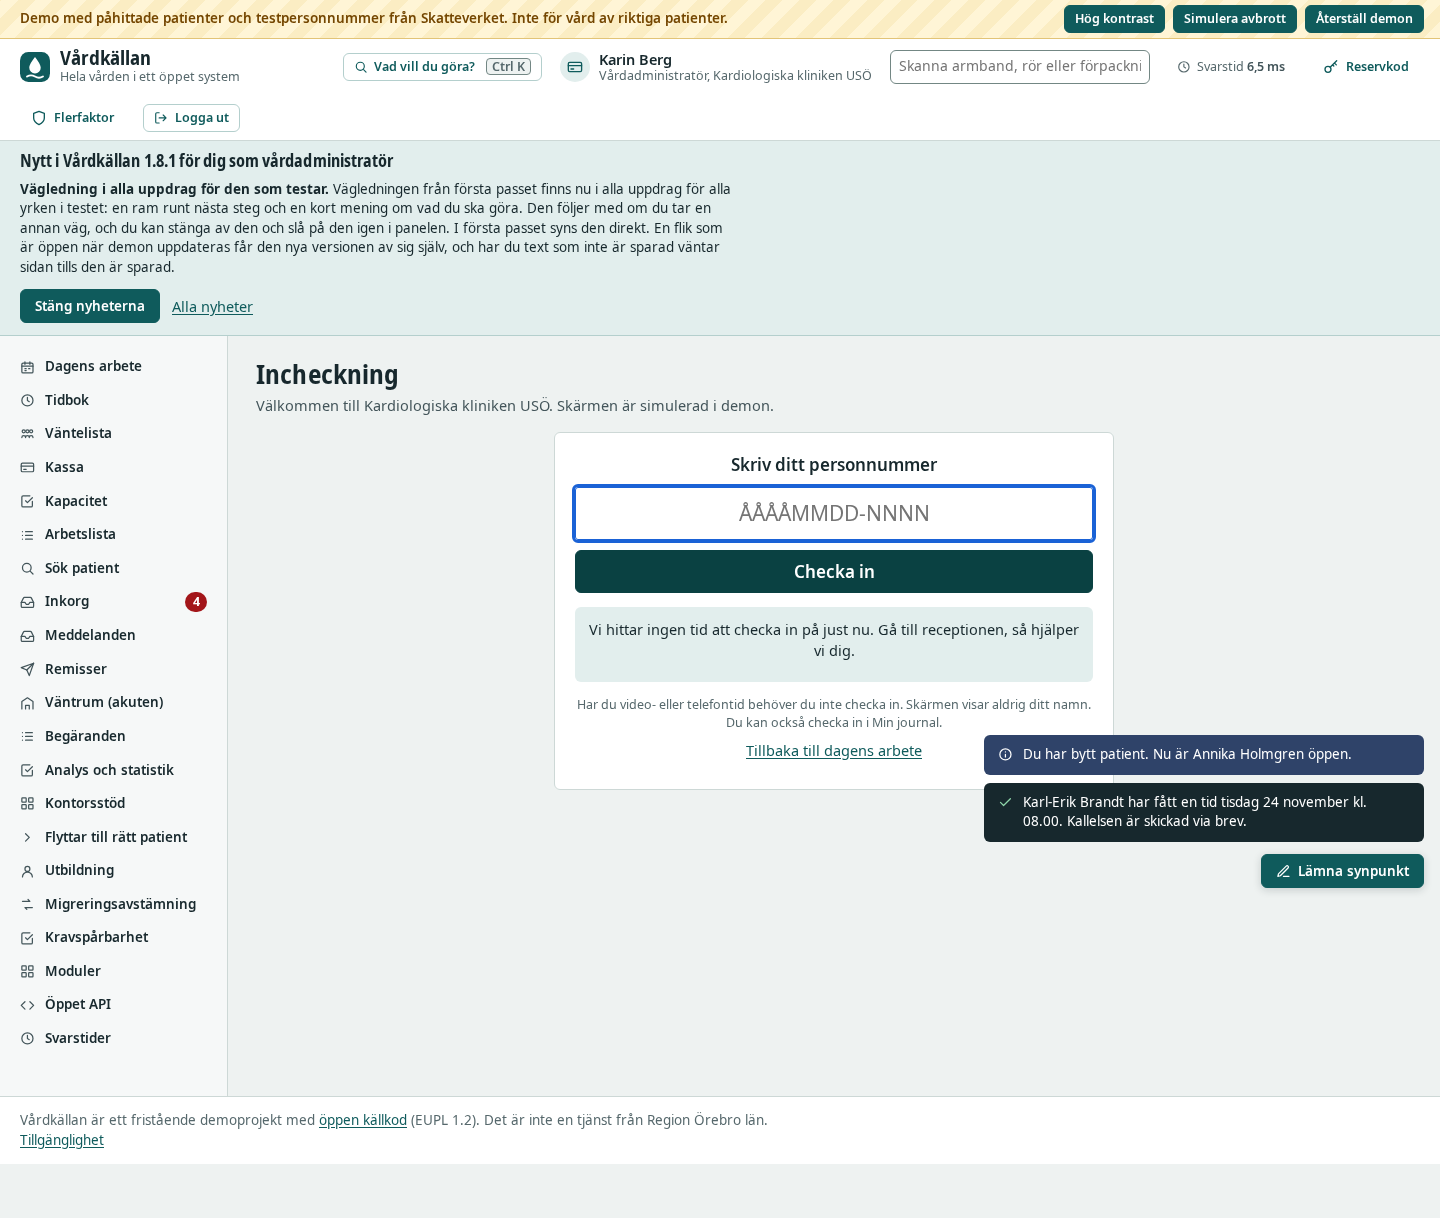 Demo med påhittade patienter och testpersonnummer från Skatteverket. Inte för vård av riktiga patienter.
Hög kontrast
Simulera avbrott
Återställ demon
Vårdkällan
Hela vården i ett öppet system
Vad vill du göra?
Ctrl K
Karin Berg
Vårdadministratör, Kardiologiska kliniken USÖ
Skanna armband, rör eller förpackni
Svarstid 6,5 ms
Reservkod
Flerfaktor
Logga ut
Nytt i Vårdkällan 1.8.1 för dig som vårdadministratör
Vägledning i alla uppdrag för den som testar. Vägledningen från första passet finns nu i alla uppdrag för alla
yrken i testet: en ram runt nästa steg och en kort mening om vad du ska göra. Den följer med om du tar en
annan väg, och du kan stänga av den och slå på den igen i panelen. I första passet syns den direkt. En flik som
är öppen när demon uppdateras får den nya versionen av sig själv, och har du text som inte är sparad väntar
sidan tills den är sparad.
Stäng nyheterna
Alla nyheter
Dagens arbete
Tidbok
Väntelista
Kassa
Kapacitet
Arbetslista
Sök patient
Inkorg
4
Meddelanden
Remisser
Väntrum (akuten)
Begäranden
Analys och statistik
Kontorsstöd
Flyttar till rätt patient
Utbildning
Migreringsavstämning
Kravspårbarhet
Moduler
Öppet API
Svarstider
Incheckning
Välkommen till Kardiologiska kliniken USÖ. Skärmen är simulerad i demon.
Skriv ditt personnummer
ÅÅÅÅMMDD-NNNN
Checka in
Vi hittar ingen tid att checka in på just nu. Gå till receptionen, så hjälper
vi dig.
Har du video- eller telefontid behöver du inte checka in. Skärmen visar aldrig ditt namn.
Du kan också checka in i Min journal.
Tillbaka till dagens arbete
Du har bytt patient. Nu är Annika Holmgren öppen.
Karl-Erik Brandt har fått en tid tisdag 24 november kl.
08.00. Kallelsen är skickad via brev.
Lämna synpunkt
Vårdkällan är ett fristående demoprojekt med öppen källkod (EUPL 1.2). Det är inte en tjänst från Region Örebro län.
Tillgänglighet